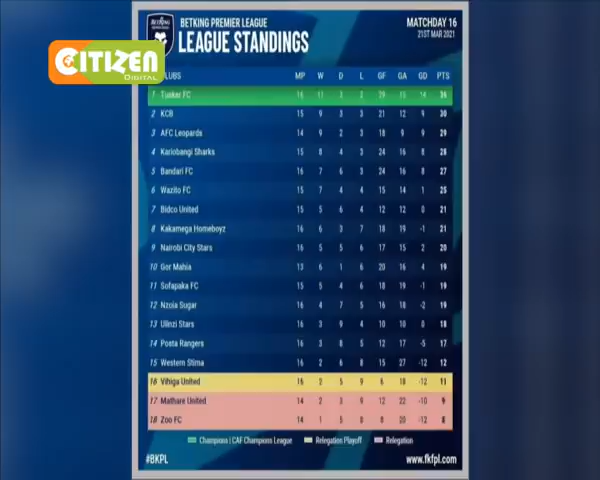 BETKING PREMIER LEAGUE
LEAGUE STANDINGS
MATCHDAY 16
21ST MAR 2021
BETKING
CITIZEN
DIGITAL
CLUBS MP W D L GF GA GD PTS
1 Tusker FC 16 11 3 2 29 15 14 36
2 KCB 15 9 3 3 21 12 9 30
3 AFC Leopards 14 9 2 3 18 9 9 29
4 Kariobangi Sharks 15 8 4 3 24 16 8 28
5 Bandari FC 16 7 6 3 24 16 8 27
6 Wazito FC 15 7 4 4 15 14 1 25
7 Bidco United 15 5 6 4 12 12 0 21
8 Kakamega Homeboyz 16 6 3 7 18 19 -1 21
9 Nairobi City Stars 16 5 5 6 17 15 2 20
10 Gor Mahia 13 6 1 6 20 16 4 19
11 Sofapaka FC 15 5 4 6 18 19 -1 19
12 Nzoia Sugar 16 4 7 5 16 18 -2 19
13 Ulinzi Stars 16 3 9 4 10 10 0 18
14 Posta Rangers 16 3 8 5 12 17 -5 17
15 Western Stima 16 2 6 8 15 27 -12 12
16 Vihiga United 16 2 5 9 6 18 -12 11
17 Mathare United 14 2 3 9 12 22 -10 9
18 Zoo FC 14 1 5 8 8 20 -12 8
Champions | CAF Champions League Relegation Playoff Relegation
#BKPL www.fkfpl.com